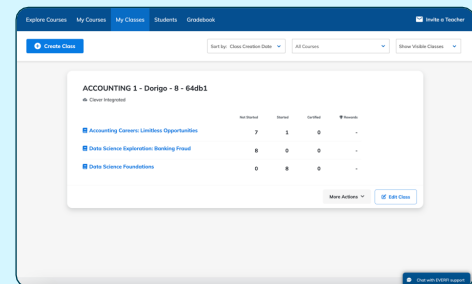 Explore Courses My Courses My Classes Students Gradebook Invite a Teacher
Create Class Sort by: Class Creation Date All Courses Show Visible Classes
ACCOUNTING 1 - Dorigo - 8 - 64db1
Clever Integrated
Not Started Started Certified Rewards
Accounting Careers: Limitless Opportunities 7 1 0 -
Data Science Exploration: Banking Fraud 8 0 0 -
Data Science Foundations 0 8 0 -
More Actions Edit Class
Chat with EVERFI support